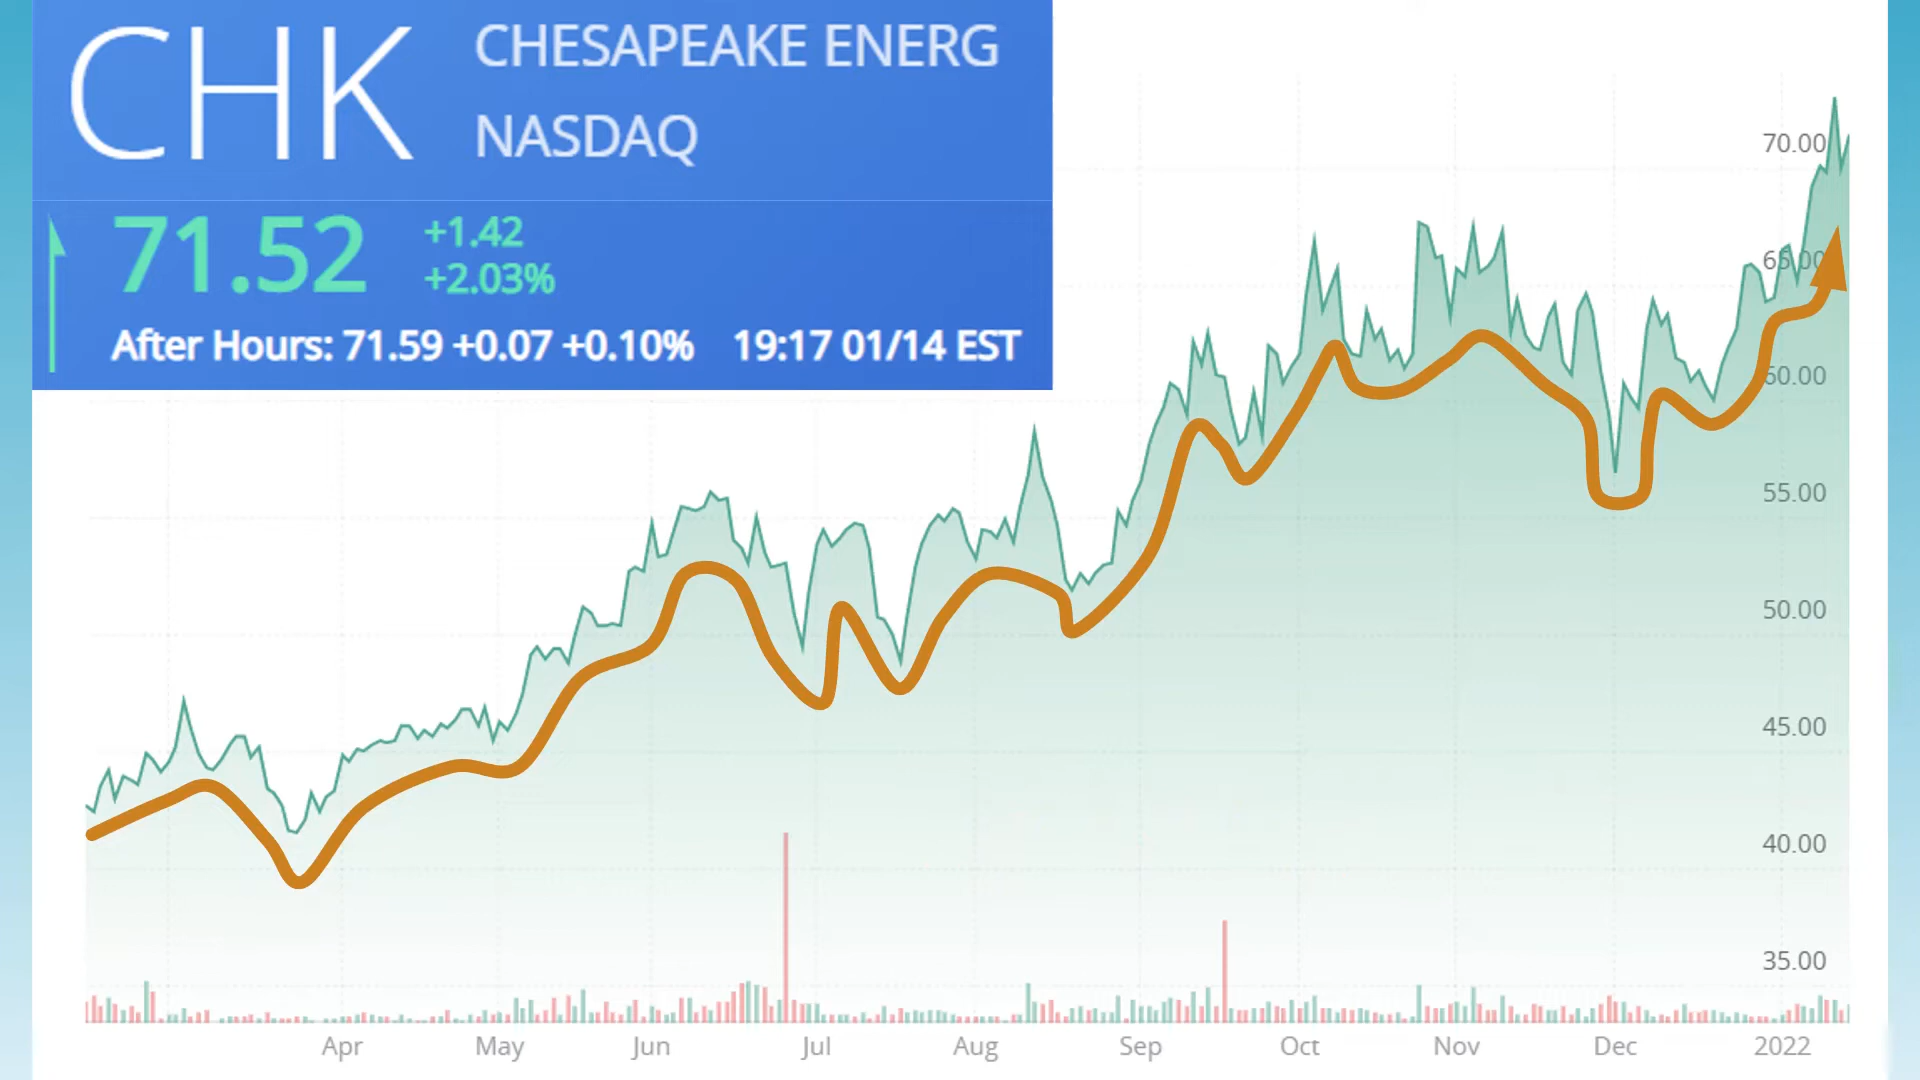 CHK
CHESAPEAKE ENERG
NASDAQ
71.52
+1.42
+2.03%
After Hours: 71.59 +0.07 +0.10% 19:17 01/14 EST
70.00
65.00
60.00
55.00
50.00
45.00
40.00
35.00
Apr May Jun Jul Aug Sep Oct Nov Dec 2022